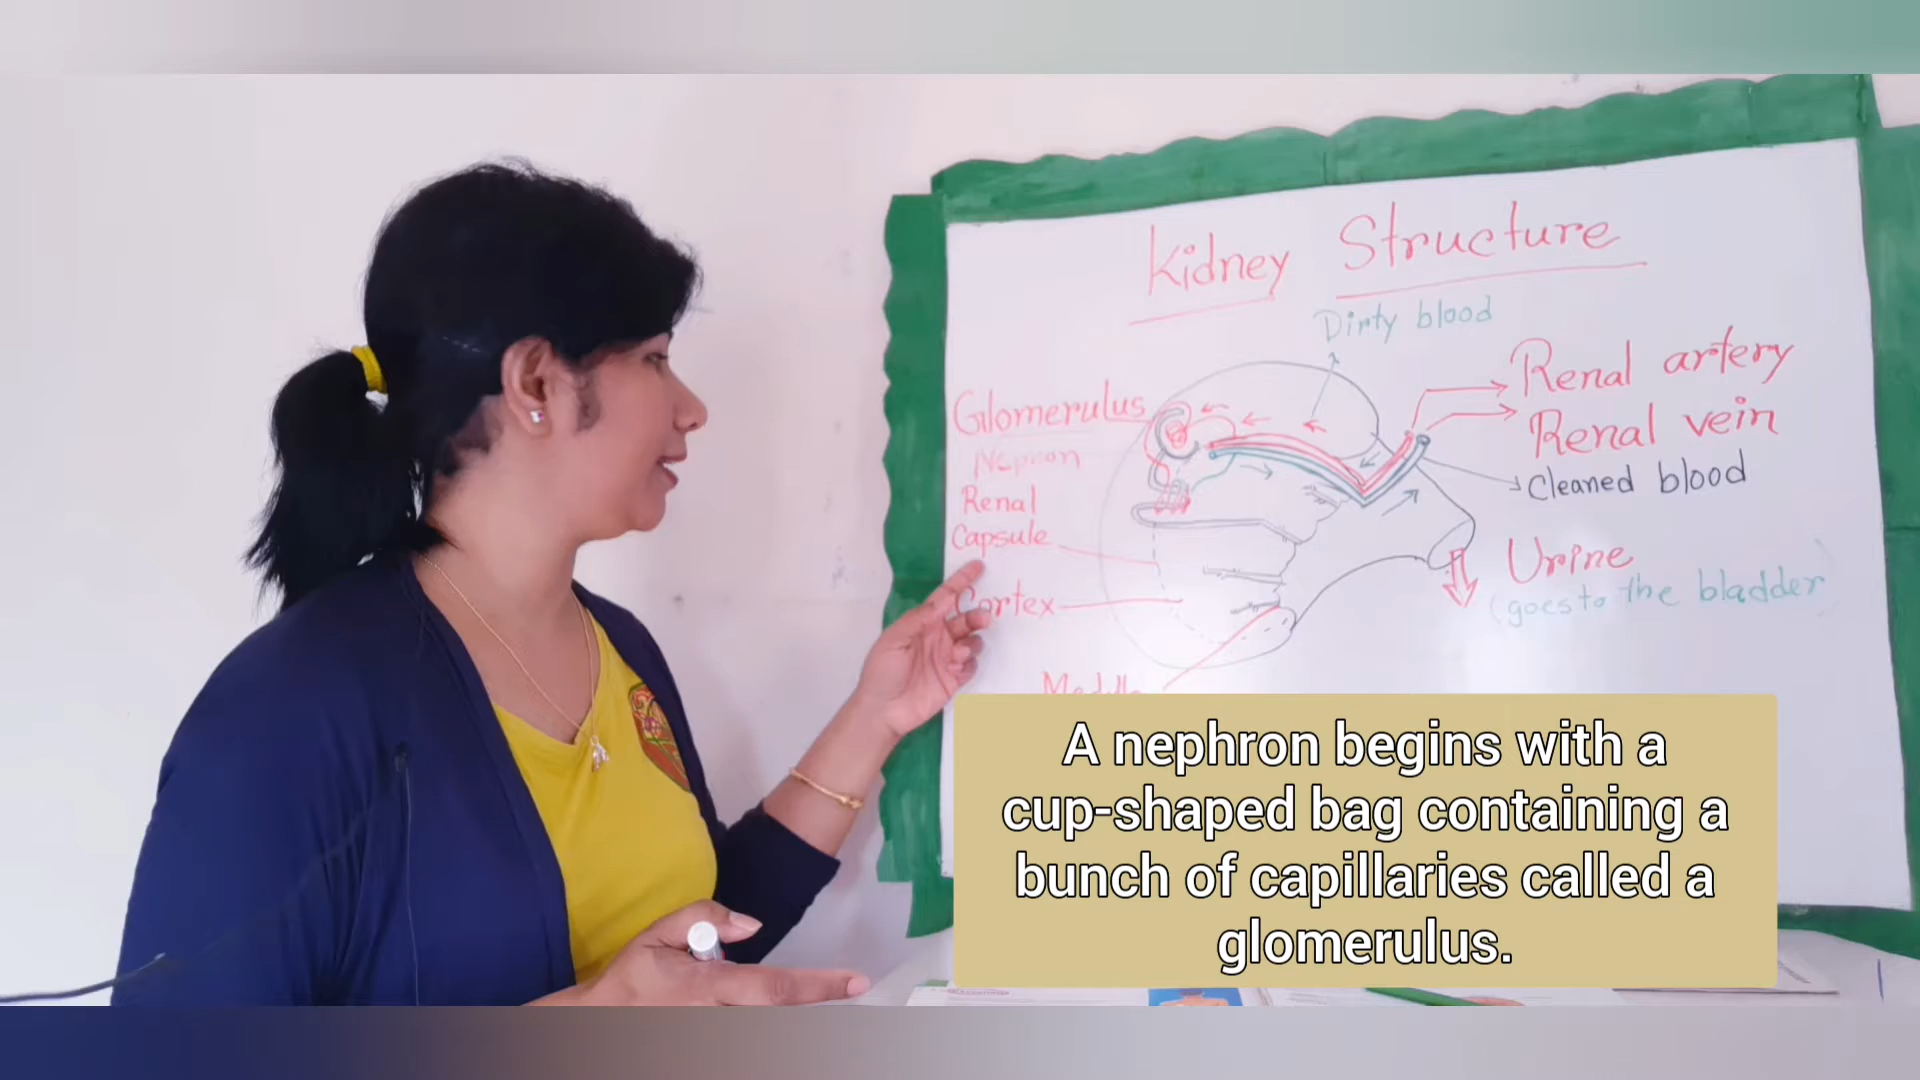 Kidney Structure
Dirty blood
Renal artery
Glomerulus
Renal vein
Nephron
Cleaned blood
Renal
Capsule
Urine
(goes to the bladder)
Cortex
A nephron begins with a
cup-shaped bag containing a
bunch of capillaries called a
glomerulus.